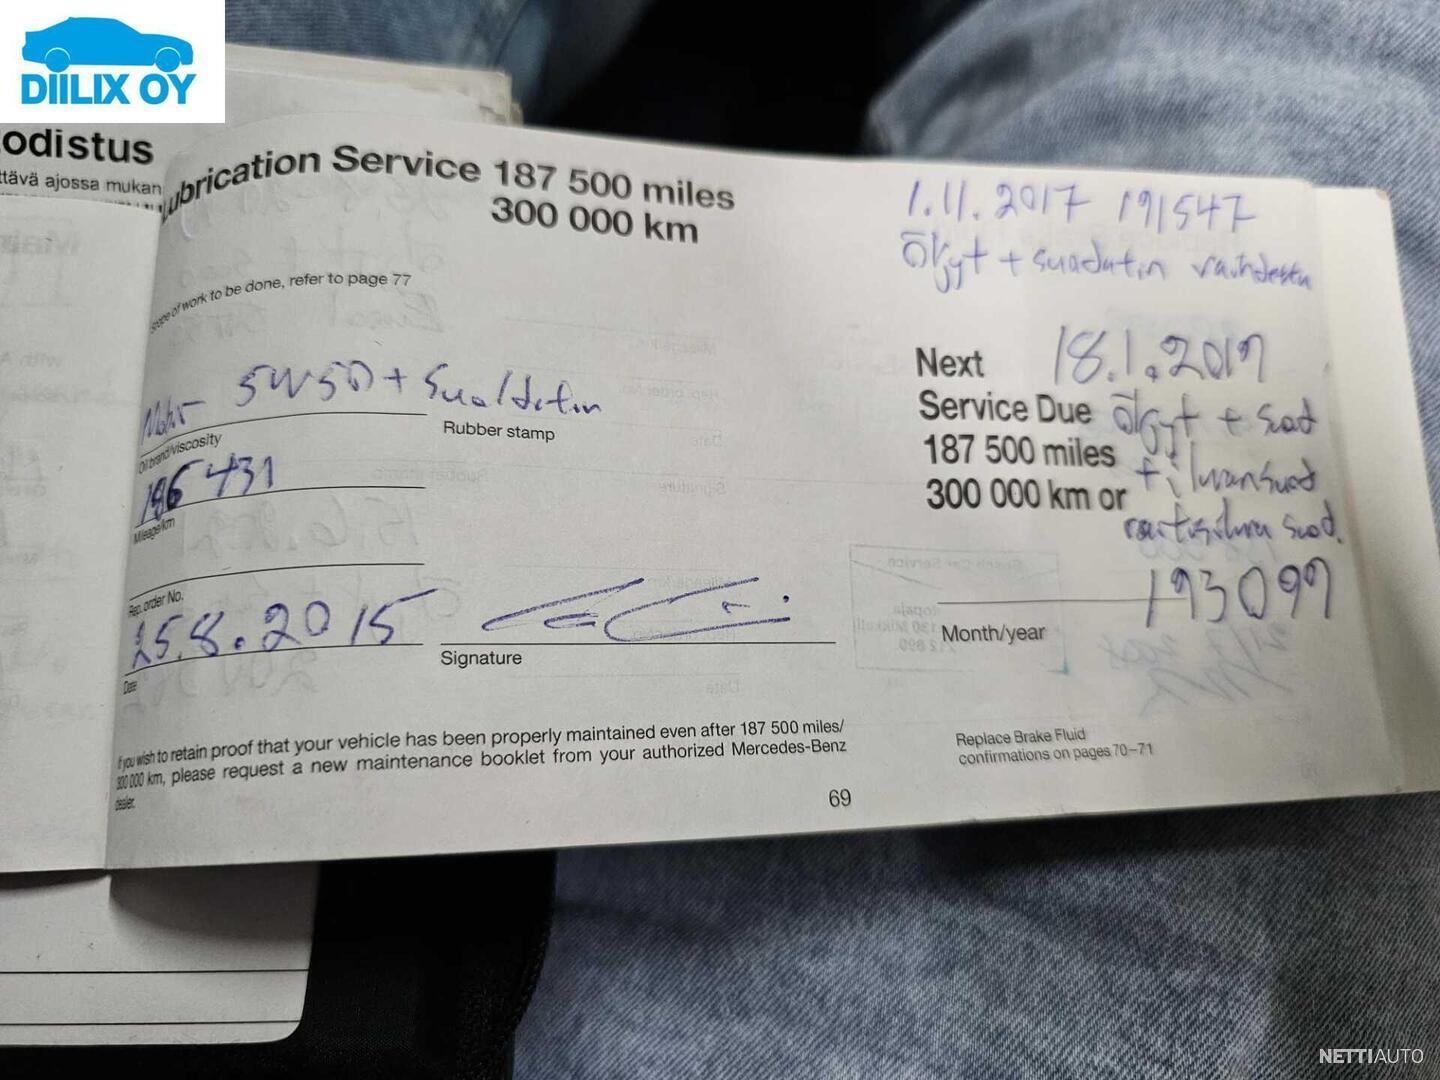 DIILIX OY
odistus
ttävä ajossa mukan
Lubrication Service 187 500 miles
300 000 km
Scope of work to be done, refer to page 77
5W50 + Suodatin
Oil brand/viscosity
Rubber stamp
186431
Mileage/km
Rep. order No.
25.8.2015
Date
Signature
If you wish to retain proof that your vehicle has been properly maintained even after 187 500 miles/
300 000 km, please request a new maintenance booklet from your authorized Mercedes-Benz
dealer.
69
1.11.2017 191547
Öljyt + suodatin vaihdettu
18.1.2019
Next
Service Due
187 500 miles
300 000 km or
Öljyt + suod
+ ilmansuod
raitisilma suod.
193099
Month/year
Replace Brake Fluid
confirmations on pages 70–71
NETTIAUTO